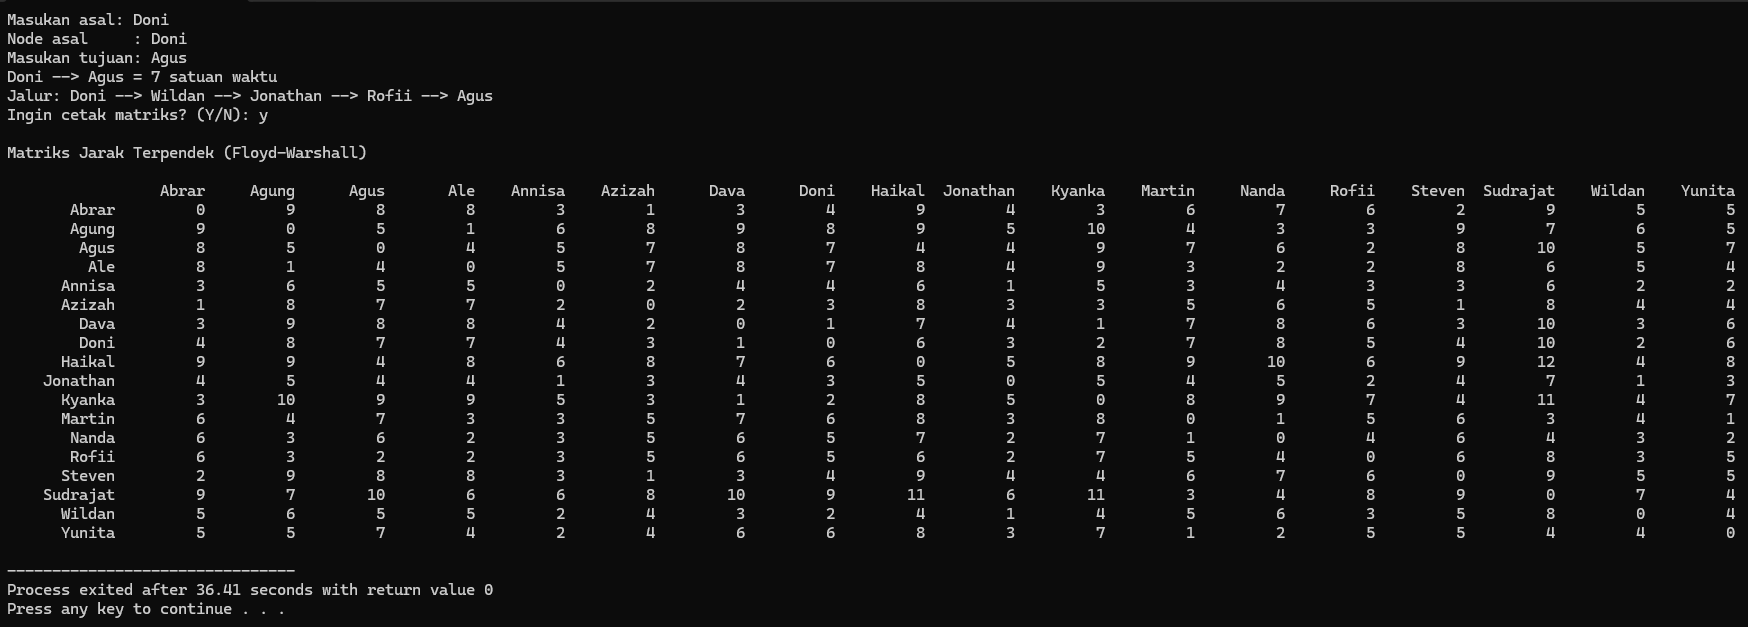 Masukan asal: Doni
Node asal     : Doni
Masukan tujuan: Agus
Doni --> Agus = 7 satuan waktu
Jalur: Doni --> Wildan --> Jonathan --> Rofii --> Agus
Ingin cetak matriks? (Y/N): y
Matriks Jarak Terpendek (Floyd-Warshall)
Abrar Agung Agus Ale Annisa Azizah Dava Doni Haikal Jonathan Kyanka Martin Nanda Rofii Steven Sudrajat Wildan Yunita
Abrar 0 9 8 8 3 1 3 4 9 4 3 6 7 6 2 9 5 5
Agung 9 0 5 1 6 8 9 8 9 5 10 4 3 3 9 7 6 5
Agus 8 5 0 4 5 7 8 7 4 4 9 7 6 2 8 10 5 7
Ale 8 1 4 0 5 7 8 7 8 4 9 3 2 2 8 6 5 4
Annisa 3 6 5 5 0 2 4 4 6 1 5 3 4 3 3 6 2 2
Azizah 1 8 7 7 2 0 2 3 8 3 3 5 6 5 1 8 4 4
Dava 3 9 8 8 4 2 0 1 7 4 1 7 8 6 3 10 3 6
Doni 4 8 7 7 4 3 1 0 6 3 2 7 8 5 4 10 2 6
Haikal 9 9 4 8 6 8 7 6 0 5 8 9 10 6 9 12 4 8
Jonathan 4 5 4 4 1 3 4 3 5 0 5 4 5 2 4 7 1 3
Kyanka 3 10 9 9 5 3 1 2 8 5 0 8 9 7 4 11 4 7
Martin 6 4 7 3 3 5 7 6 8 3 8 0 1 5 6 3 4 1
Nanda 6 3 6 2 3 5 6 5 7 2 7 1 0 4 6 4 3 2
Rofii 6 3 2 2 3 5 6 5 6 2 7 5 4 0 6 8 3 5
Steven 2 9 8 8 3 1 3 4 9 4 4 6 7 6 0 9 5 5
Sudrajat 9 7 10 6 6 8 10 9 11 6 11 3 4 8 9 0 7 4
Wildan 5 6 5 5 2 4 3 2 4 1 4 5 6 3 5 8 0 4
Yunita 5 5 7 4 2 4 6 6 8 3 7 1 2 5 5 4 4 0
--------------------------------
Process exited after 36.41 seconds with return value 0
Press any key to continue . . .